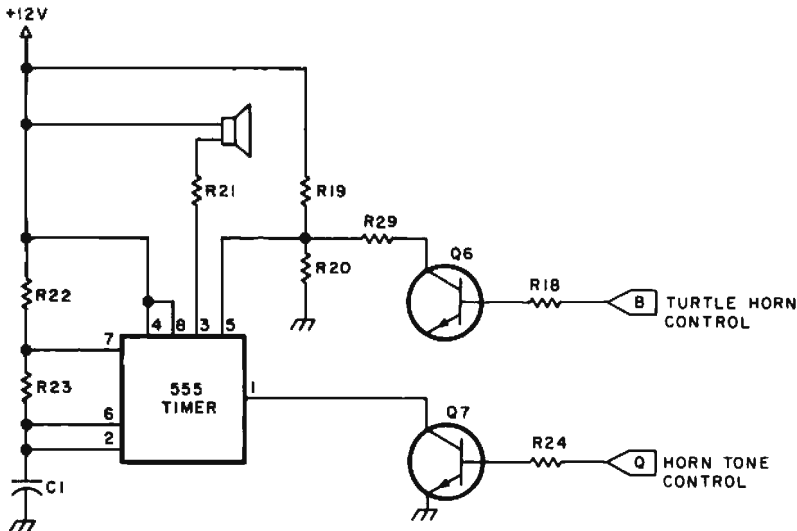 +12V
R21
R19
R29
Q6
R22
R20
R18
B
TURTLE HORN
CONTROL
4
8
3
5
7
R23
555
TIMER
1
6
2
Q7
R24
Q
HORN TONE
CONTROL
C1